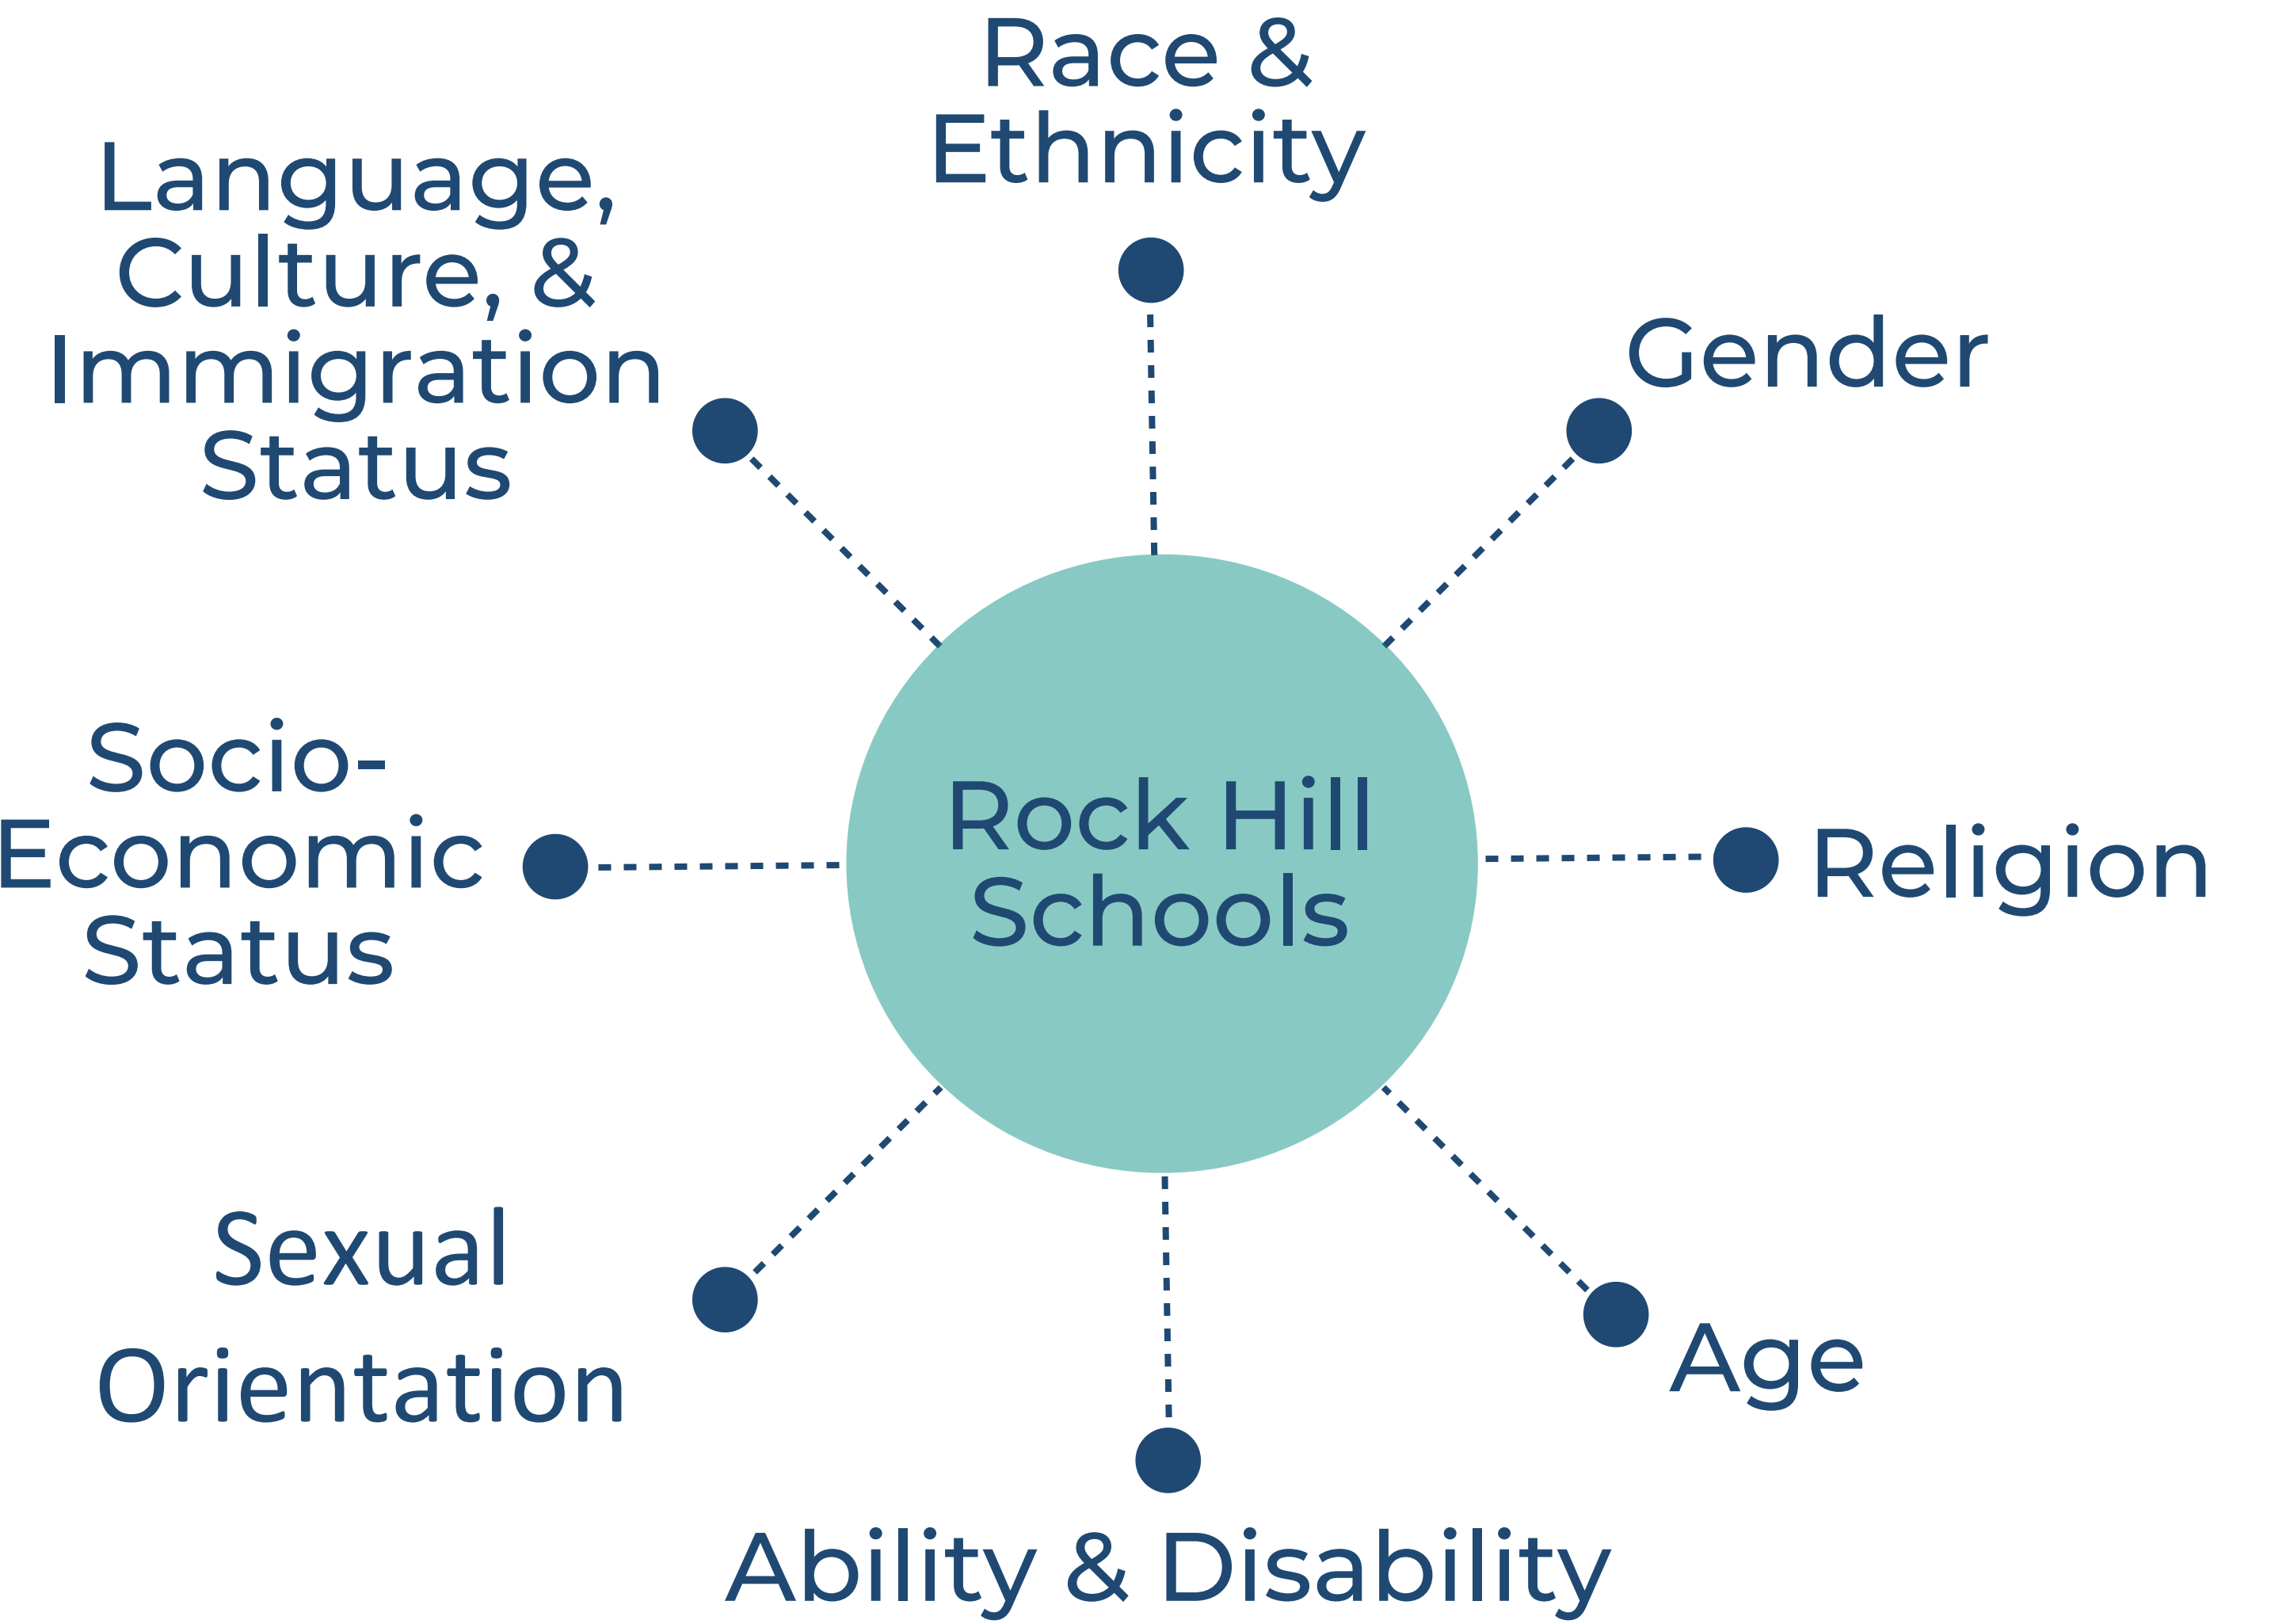 Race &
Ethnicity
Language,
Culture, &
Immigration
Status
Gender
Socio-
Economic
Status
Rock Hill
Schools
Religion
Sexual
Orientation
Age
Ability & Disability